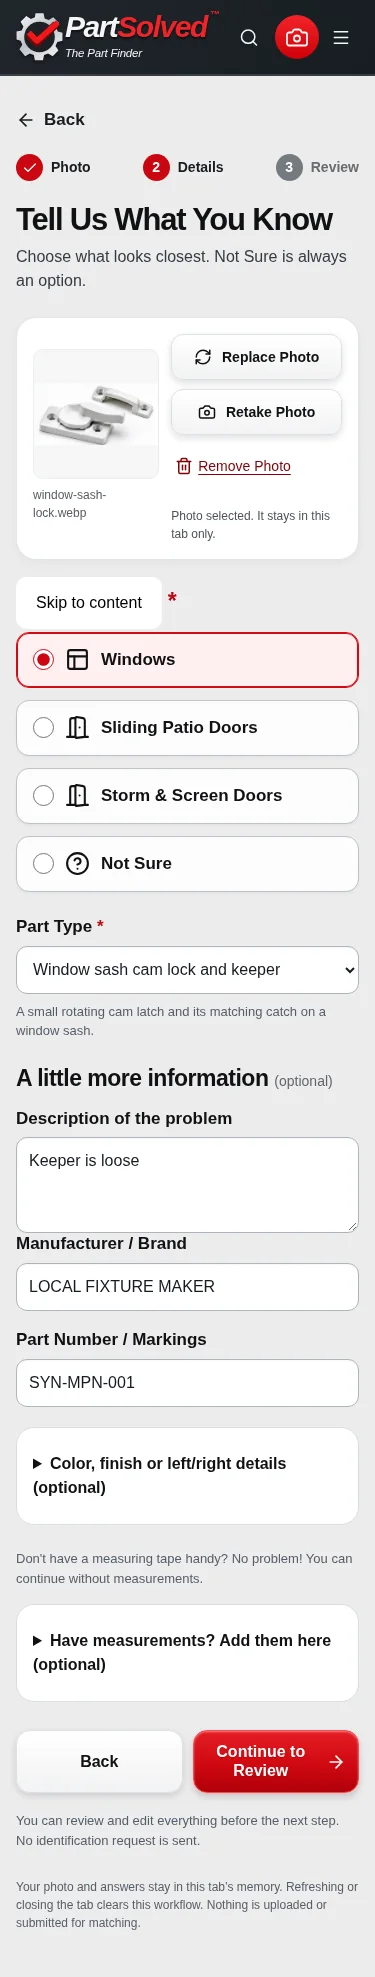 PartSolved™
The Part Finder
Back
Photo
2 Details
3 Review
Tell Us What You Know
Choose what looks closest. Not Sure is always
an option.
Replace Photo
Retake Photo
Remove Photo
window-sash-
lock.webp
Photo selected. It stays in this
tab only.
Skip to content *
Windows
Sliding Patio Doors
Storm & Screen Doors
Not Sure
Part Type *
Window sash cam lock and keeper
A small rotating cam latch and its matching catch on a
window sash.
A little more information (optional)
Description of the problem
Keeper is loose
Manufacturer / Brand
LOCAL FIXTURE MAKER
Part Number / Markings
SYN-MPN-001
Color, finish or left/right details
(optional)
Don't have a measuring tape handy? No problem! You can
continue without measurements.
Have measurements? Add them here
(optional)
Back
Continue to
Review
You can review and edit everything before the next step.
No identification request is sent.
Your photo and answers stay in this tab’s memory. Refreshing or
closing the tab clears this workflow. Nothing is uploaded or
submitted for matching.